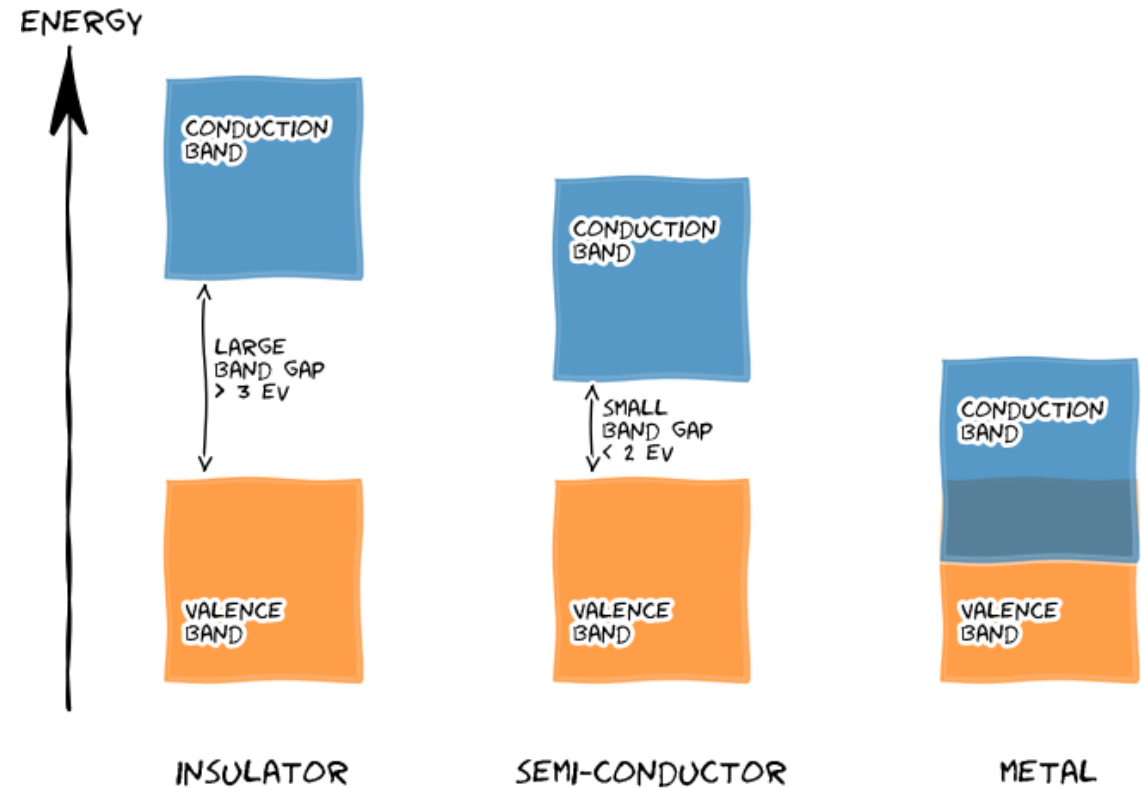 ENERGY
CONDUCTION
BAND
LARGE
BAND GAP
> 3 EV
VALENCE
BAND
INSULATOR
CONDUCTION
BAND
SMALL
BAND GAP
< 2 EV
VALENCE
BAND
SEMI-CONDUCTOR
CONDUCTION
BAND
VALENCE
BAND
METAL